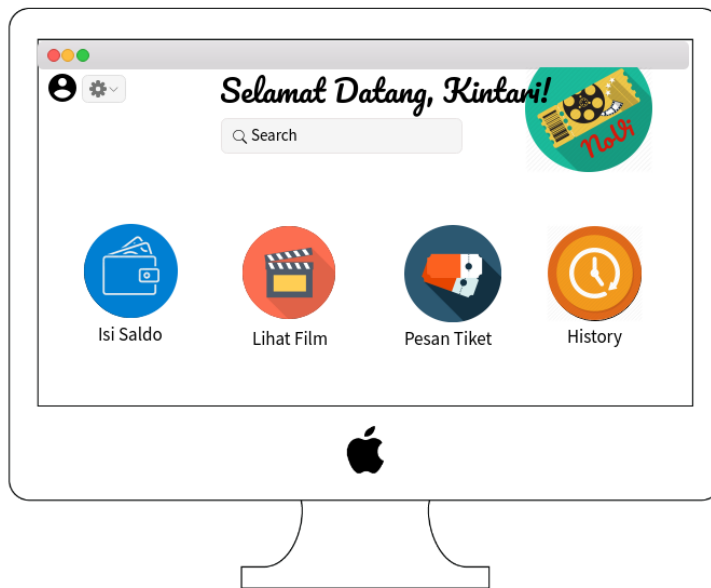 Selamat Datang, Kintari!
NoVi
Search
Isi Saldo
Lihat Film
Pesan Tiket
History